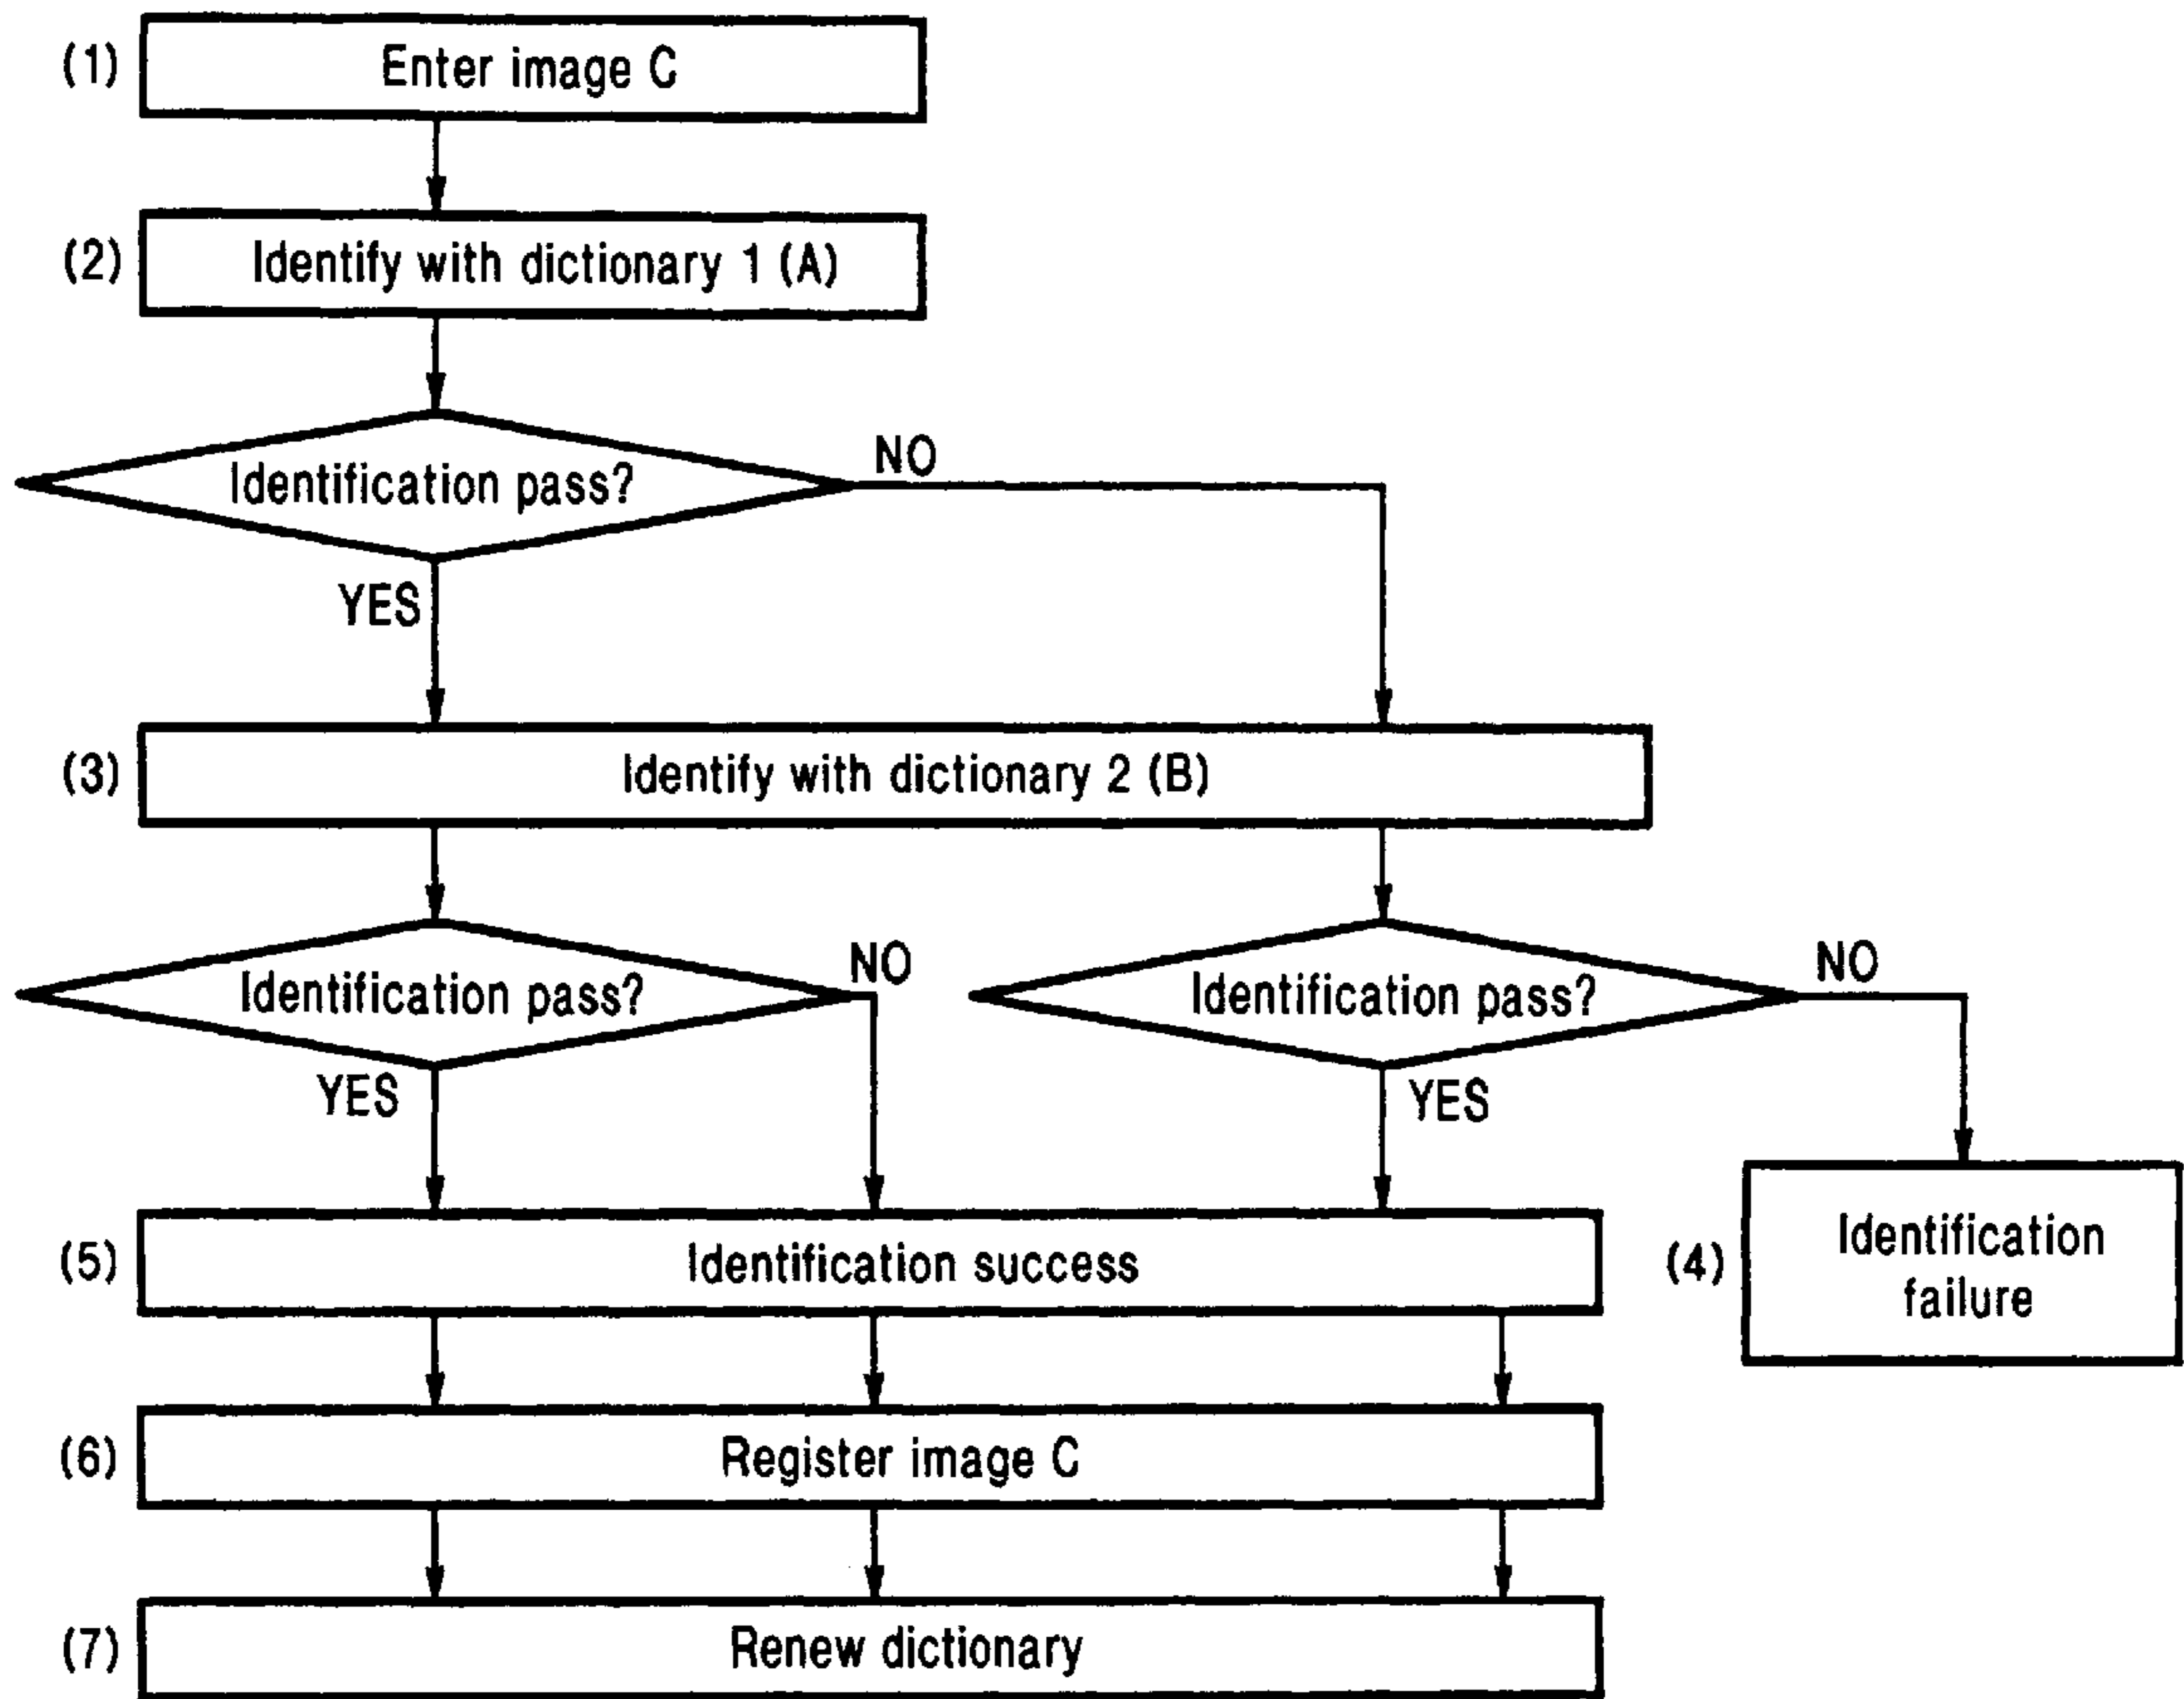 (1) Enter image C
(2) Identify with dictionary 1 (A)
Identification pass?
NO
YES
(3) Identify with dictionary 2 (B)
Identification pass?
NO
Identification pass?
NO
YES
YES
(5) Identification success
(4) Identification
failure
(6) Register image C
(7) Renew dictionary